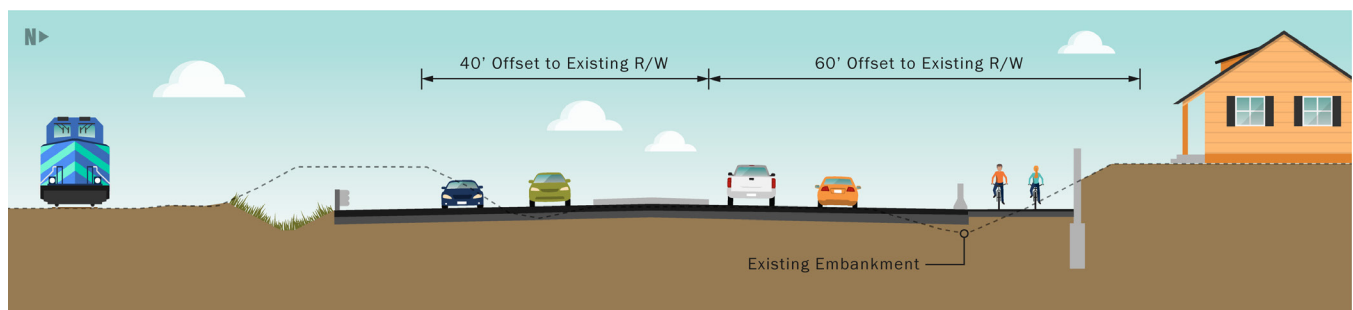 N
40' Offset to Existing R/W
60' Offset to Existing R/W
Existing Embankment